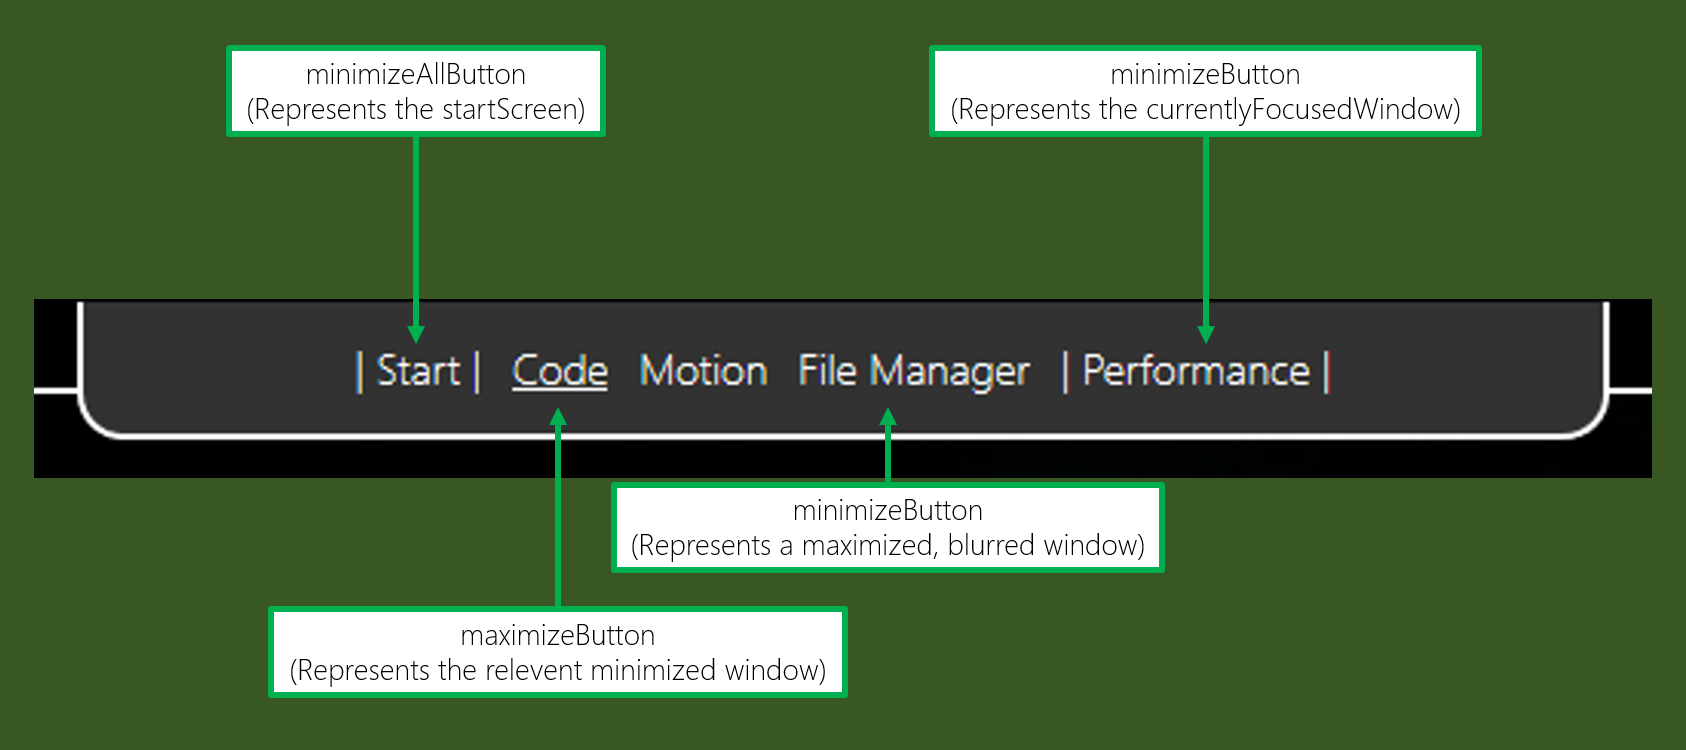 minimizeAllButton
(Represents the startScreen)
minimizeButton
(Represents the currentlyFocusedWindow)
| Start | Code Motion File Manager | Performance |
minimizeButton
(Represents a maximized, blurred window)
maximizeButton
(Represents the relevent minimized window)